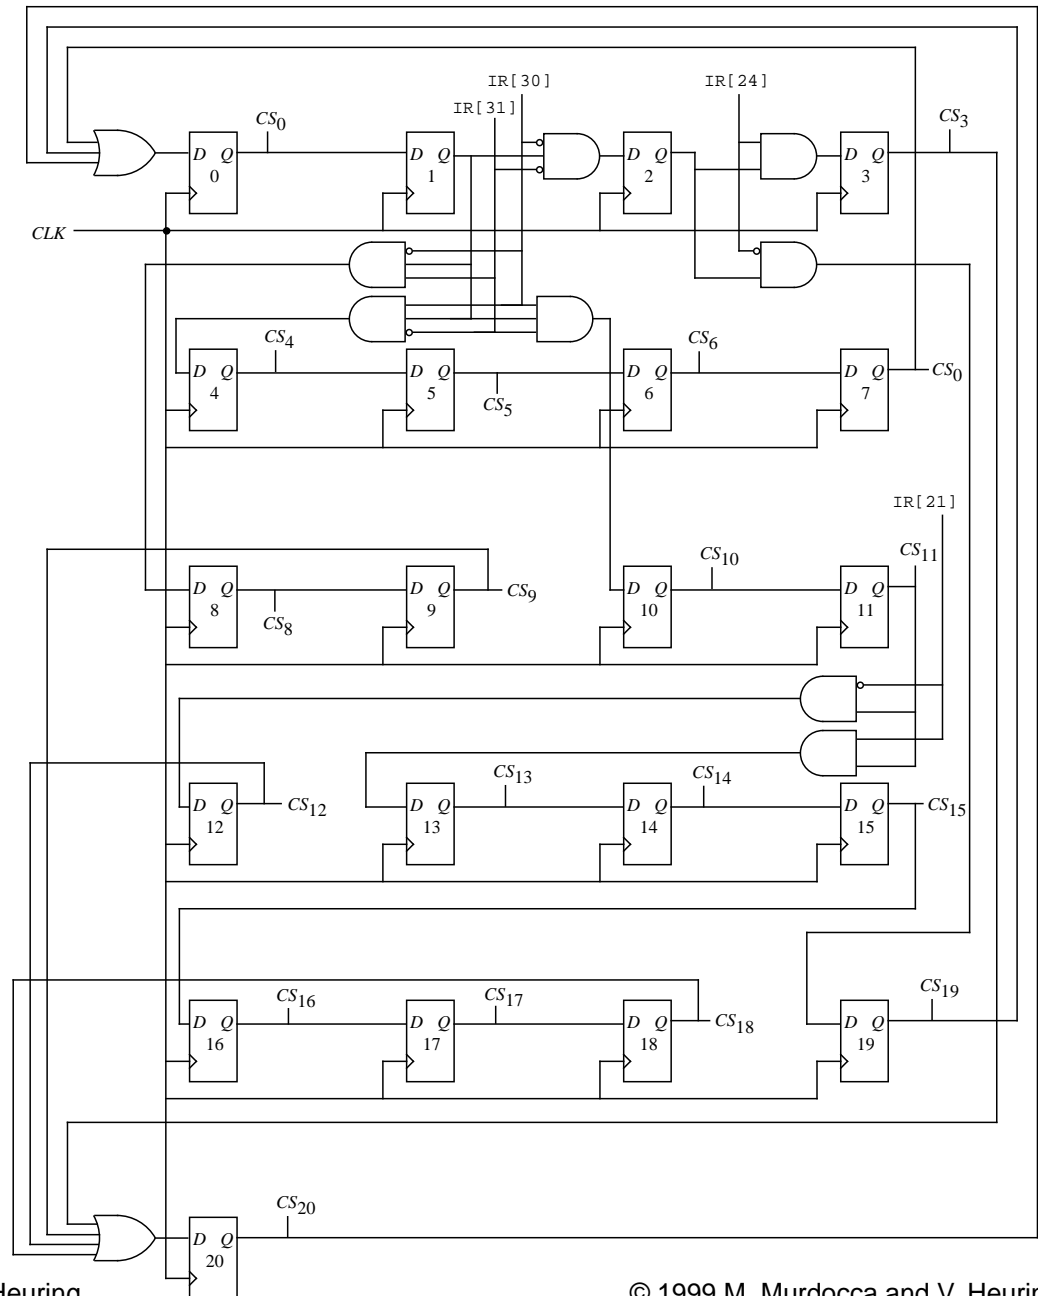 IR[30]
IR[24]
IR[31]
CS0
CS3
D Q
0
D Q
1
D Q
2
D Q
3
CLK
CS4
CS6
D Q
4
D Q
5
D Q
6
D Q
7
CS0
CS5
IR[21]
CS10
CS11
D Q
8
D Q
9
CS9
D Q
10
D Q
11
CS8
CS13
CS14
D Q
12
CS12
D Q
13
D Q
14
D Q
15
CS15
CS16
CS17
CS19
D Q
16
D Q
17
D Q
18
CS18
D Q
19
CS20
D Q
20
Heuring
© 1999 M. Murdocca and V. Heurin